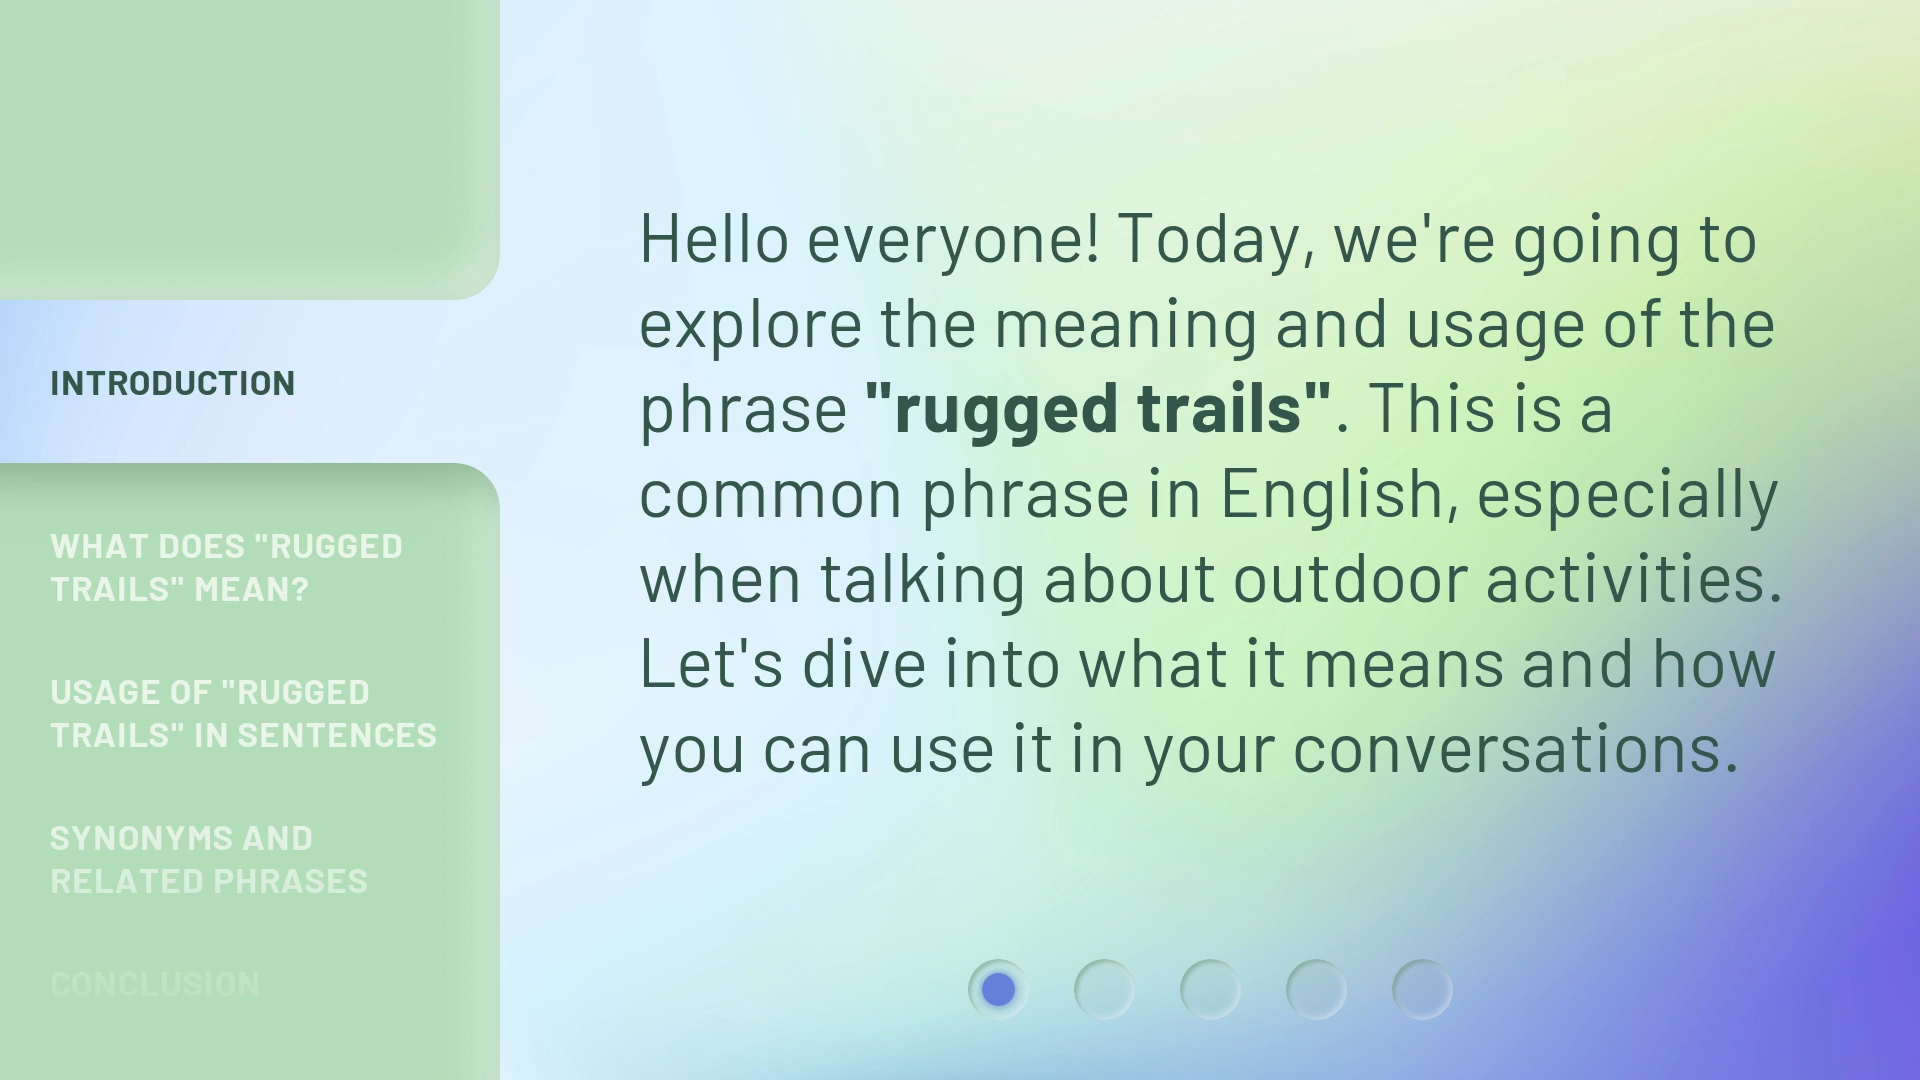 INTRODUCTION
WHAT DOES "RUGGED
TRAILS" MEAN?
USAGE OF "RUGGED
TRAILS" IN SENTENCES
SYNONYMS AND
RELATED PHRASES
CONCLUSION
Hello everyone! Today, we're going to
explore the meaning and usage of the
phrase "rugged trails". This is a
common phrase in English, especially
when talking about outdoor activities.
Let's dive into what it means and how
you can use it in your conversations.